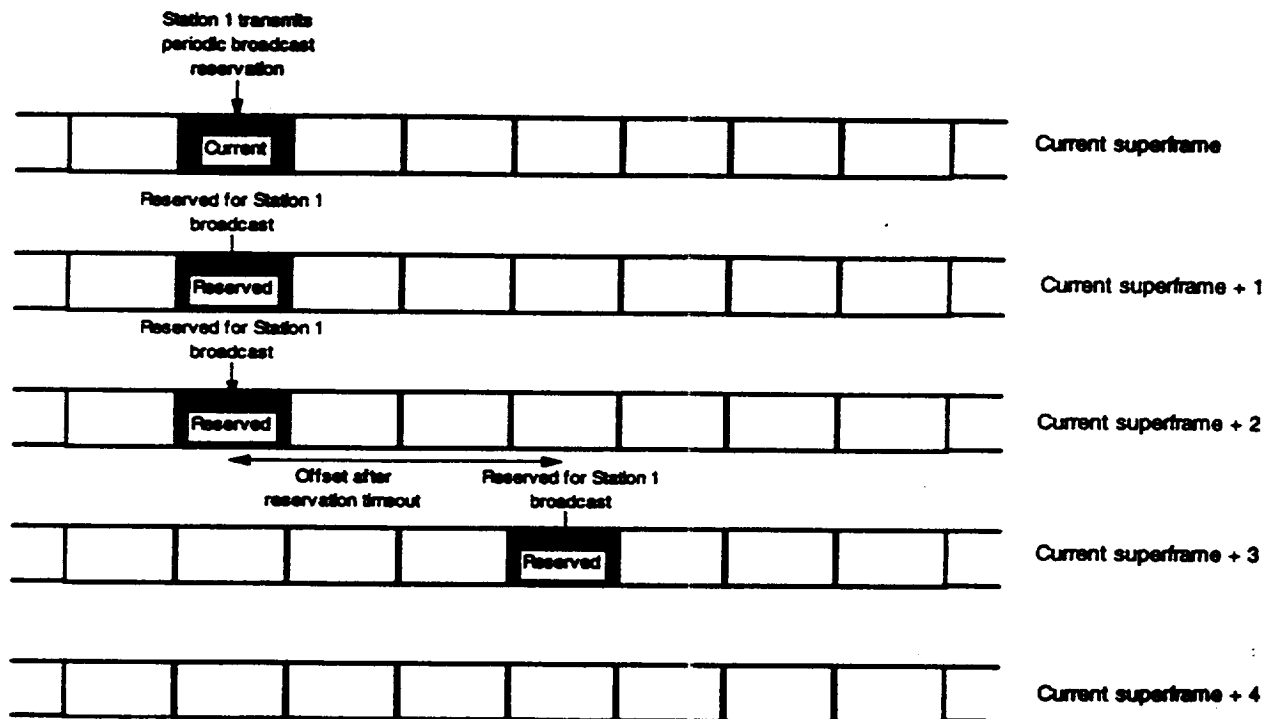 Station 1 transmits
periodic broadcast
reservation
Current
Current superframe
Reserved for Station 1
broadcast
Reserved
Current superframe + 1
Reserved for Station 1
broadcast
Reserved
Current superframe + 2
Offset after
reservation timeout
Reserved for Station 1
broadcast
Reserved
Current superframe + 3
Current superframe + 4